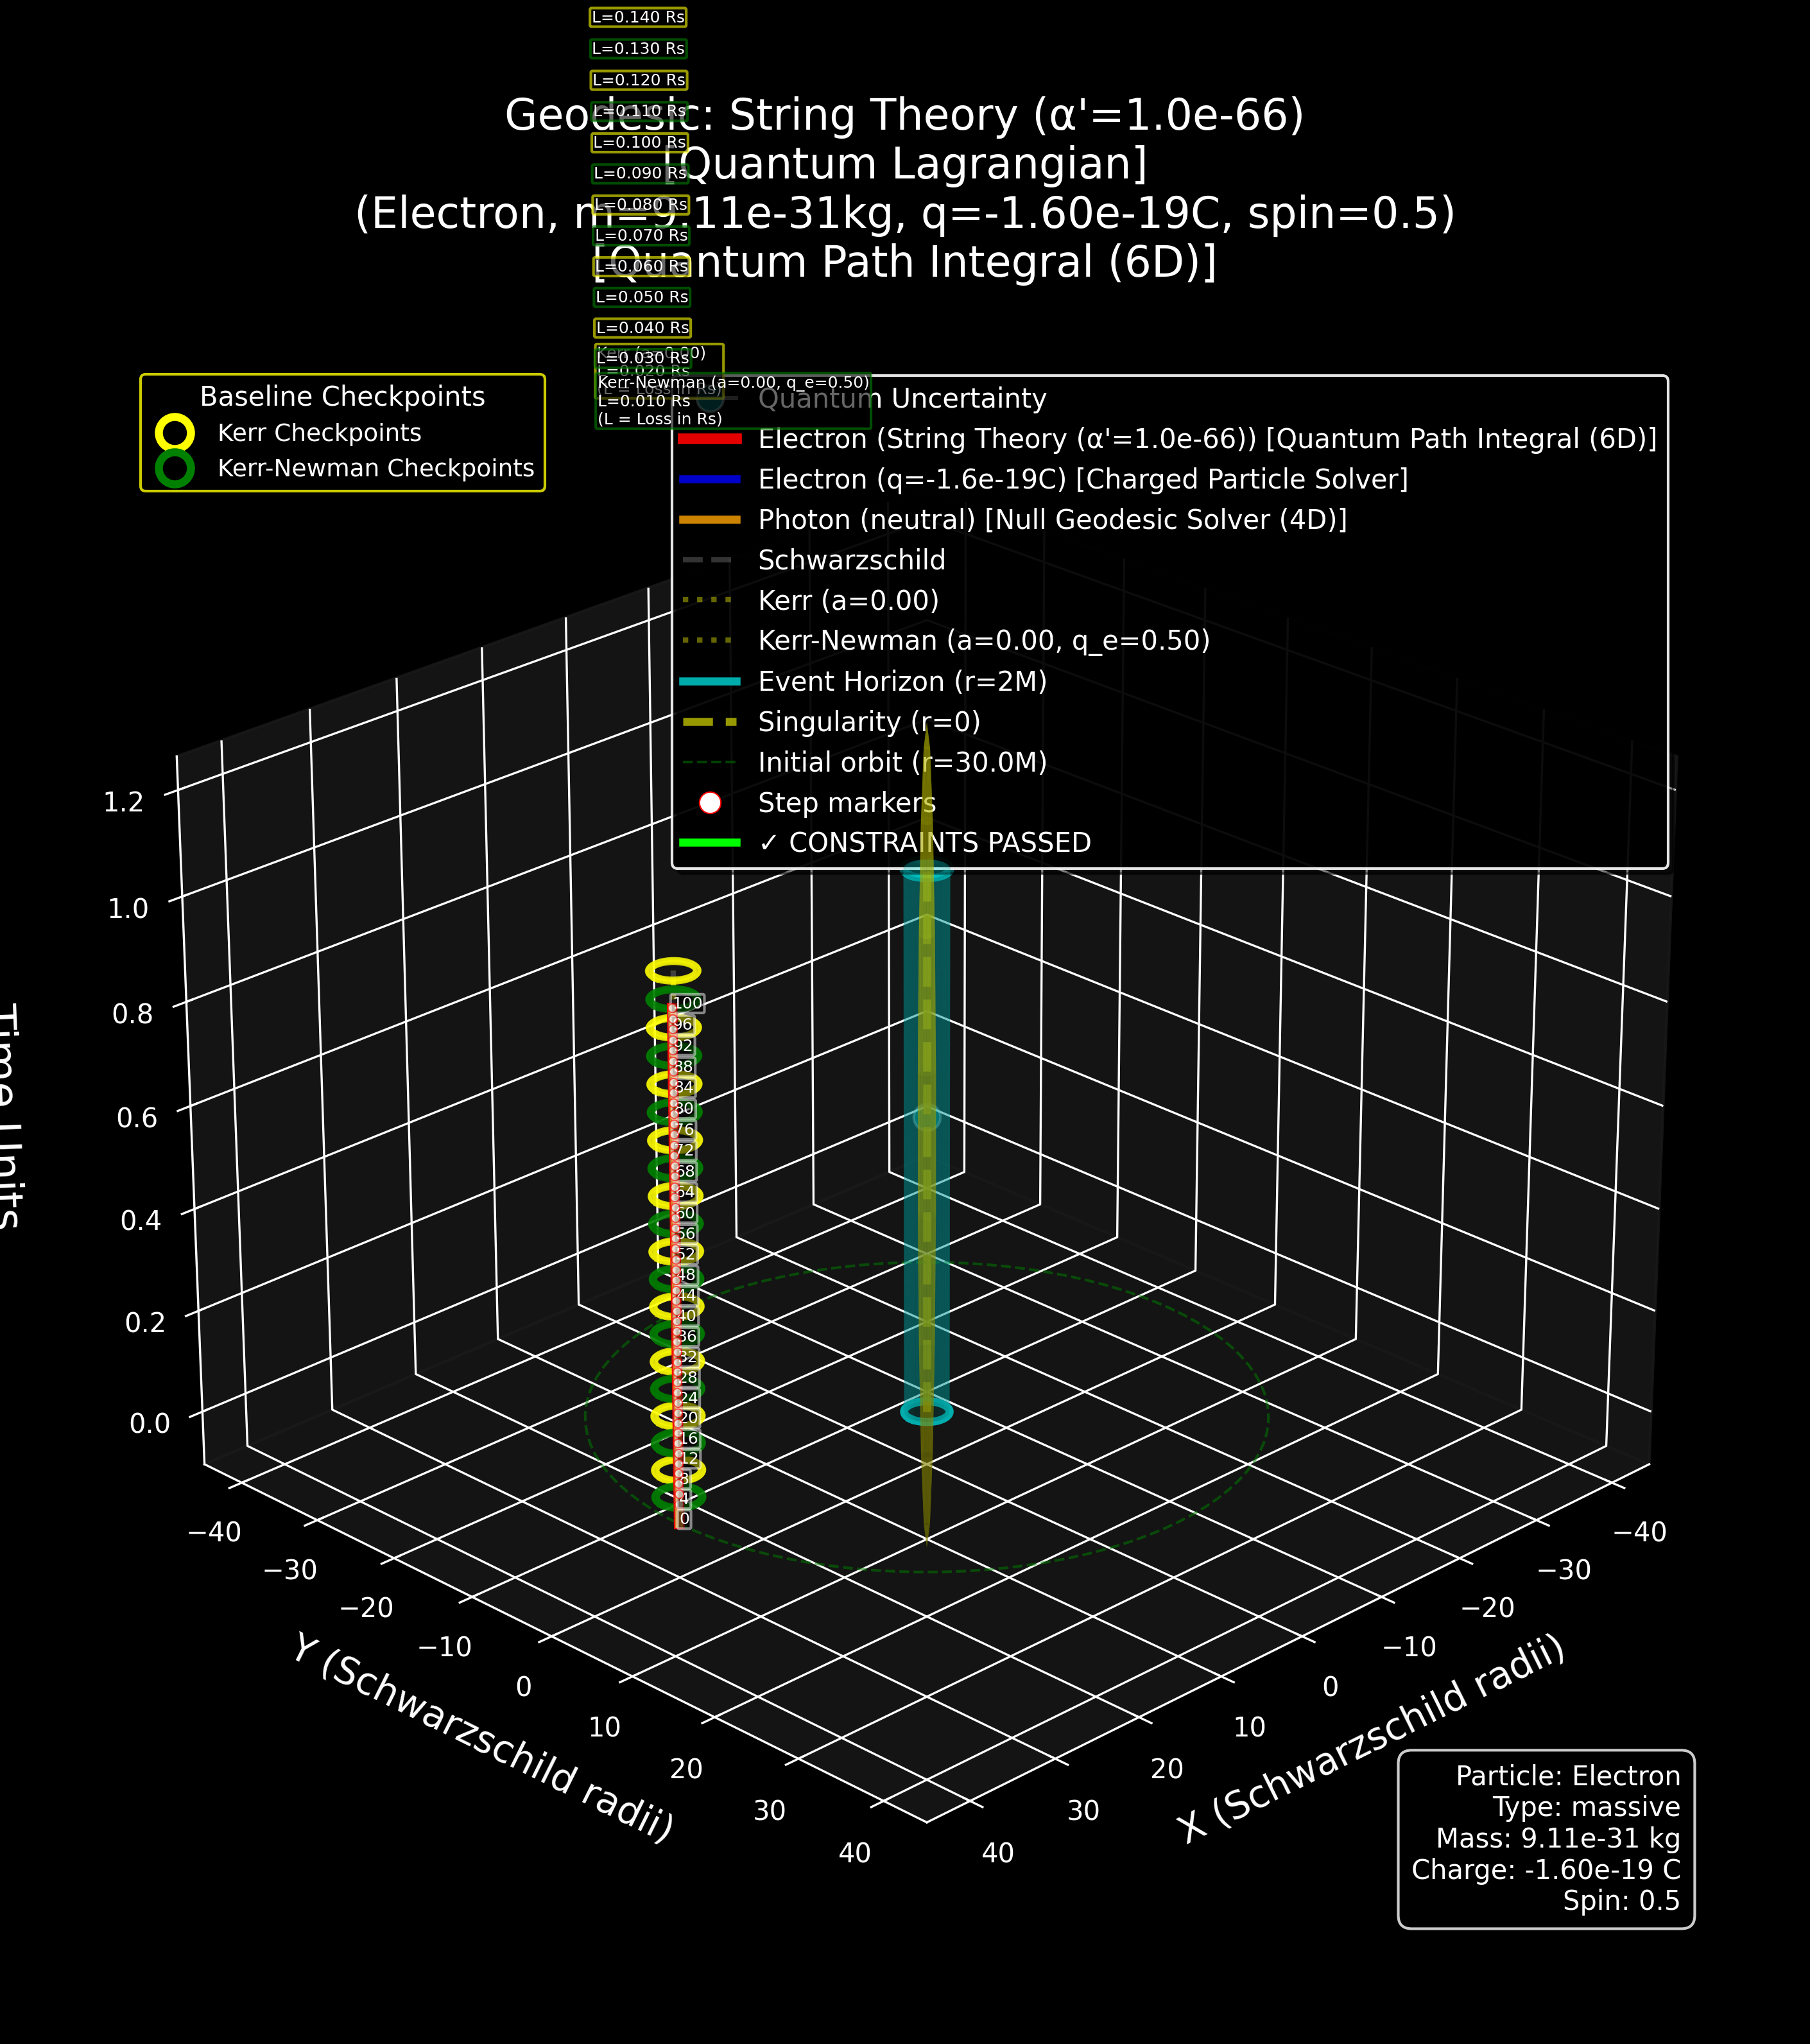 L=0.140 Rs
L=0.130 Rs
L=0.120 Rs
L=0.110 Rs
L=0.100 Rs
L=0.090 Rs
L=0.080 Rs
L=0.070 Rs
L=0.060 Rs
L=0.050 Rs
L=0.040 Rs
L=0.030 Rs
L=0.020 Rs
Kerr (a=0.00)
(L = Loss in Rs)
Kerr-Newman (a=0.00, q_e=0.50)
L=0.010 Rs
(L = Loss in Rs)
Geodesic: String Theory (α'=1.0e-66)
[Quantum Lagrangian]
(Electron, m=9.11e-31kg, q=-1.60e-19C, spin=0.5)
[Quantum Path Integral (6D)]
Baseline Checkpoints
Kerr Checkpoints
Kerr-Newman Checkpoints
Quantum Uncertainty
Electron (String Theory (α'=1.0e-66)) [Quantum Path Integral (6D)]
Electron (q=-1.6e-19C) [Charged Particle Solver]
Photon (neutral) [Null Geodesic Solver (4D)]
Schwarzschild
Kerr (a=0.00)
Kerr-Newman (a=0.00, q_e=0.50)
Event Horizon (r=2M)
Singularity (r=0)
Initial orbit (r=30.0M)
Step markers
✓ CONSTRAINTS PASSED
1.2
1.0
0.8
0.6
0.4
0.2
0.0
Time Units
100
96
92
88
84
80
76
72
68
64
60
56
52
48
44
40
36
32
28
24
20
16
12
8
4
0
−40
−30
−20
−10
0
10
20
30
40
Y (Schwarzschild radii)
−40
−30
−20
−10
0
10
20
30
40
X (Schwarzschild radii)
Particle: Electron
Type: massive
Mass: 9.11e-31 kg
Charge: -1.60e-19 C
Spin: 0.5